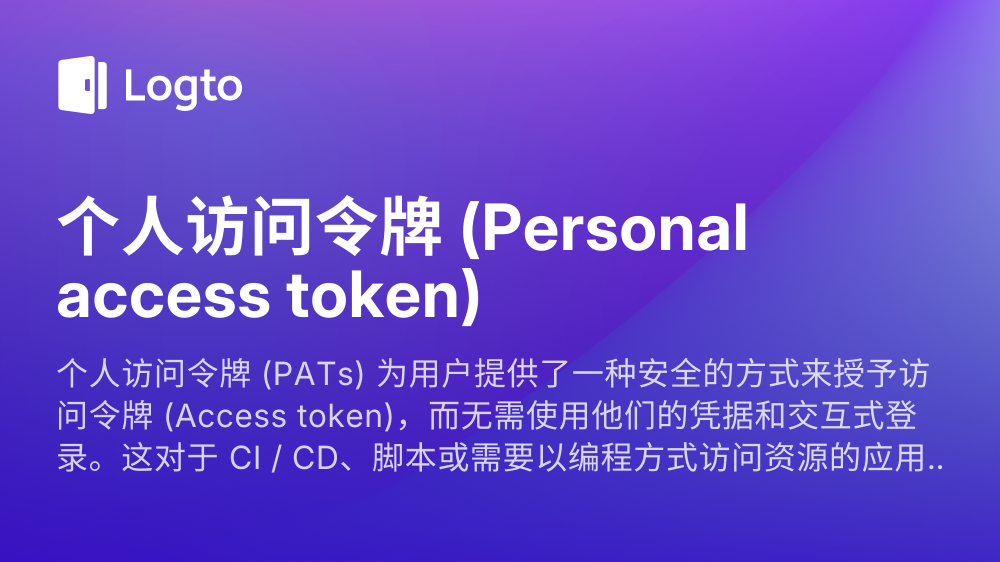 Logto
个人访问令牌 (Personal
access token)
个人访问令牌 (PATs) 为用户提供了一种安全的方式来授予访
问令牌 (Access token)，而无需使用他们的凭据和交互式登
录。这对于 CI / CD、脚本或需要以编程方式访问资源的应用..